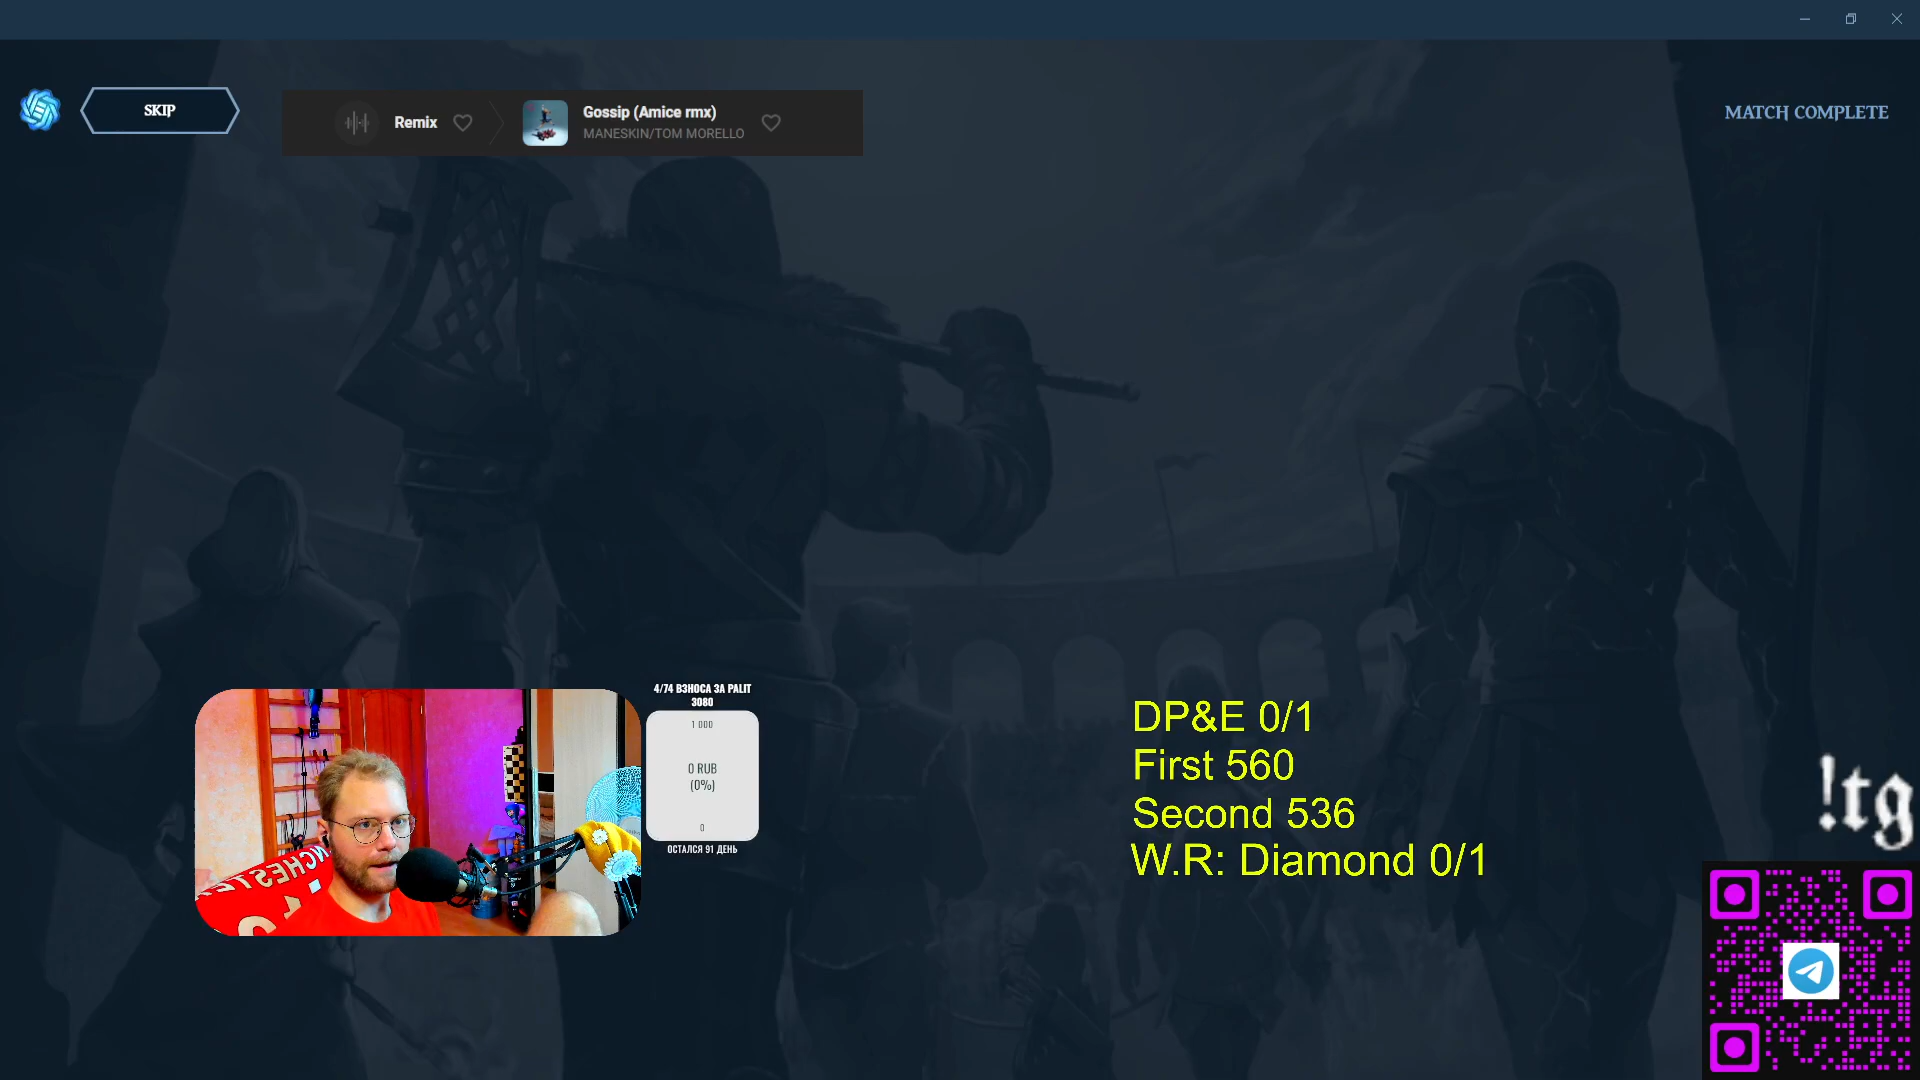 SKIP
Remix
Gossip (Amice rmx)
MANESKIN/TOM MORELLO
MATCH COMPLETE
4/74 ВЗНОСА ЗА PALIT
3080
1 000
0 RUB
(0%)
0
ОСТАЛСЯ 91 ДЕНЬ
DP&E 0/1
First 560
Second 536
W.R: Diamond 0/1
!tg